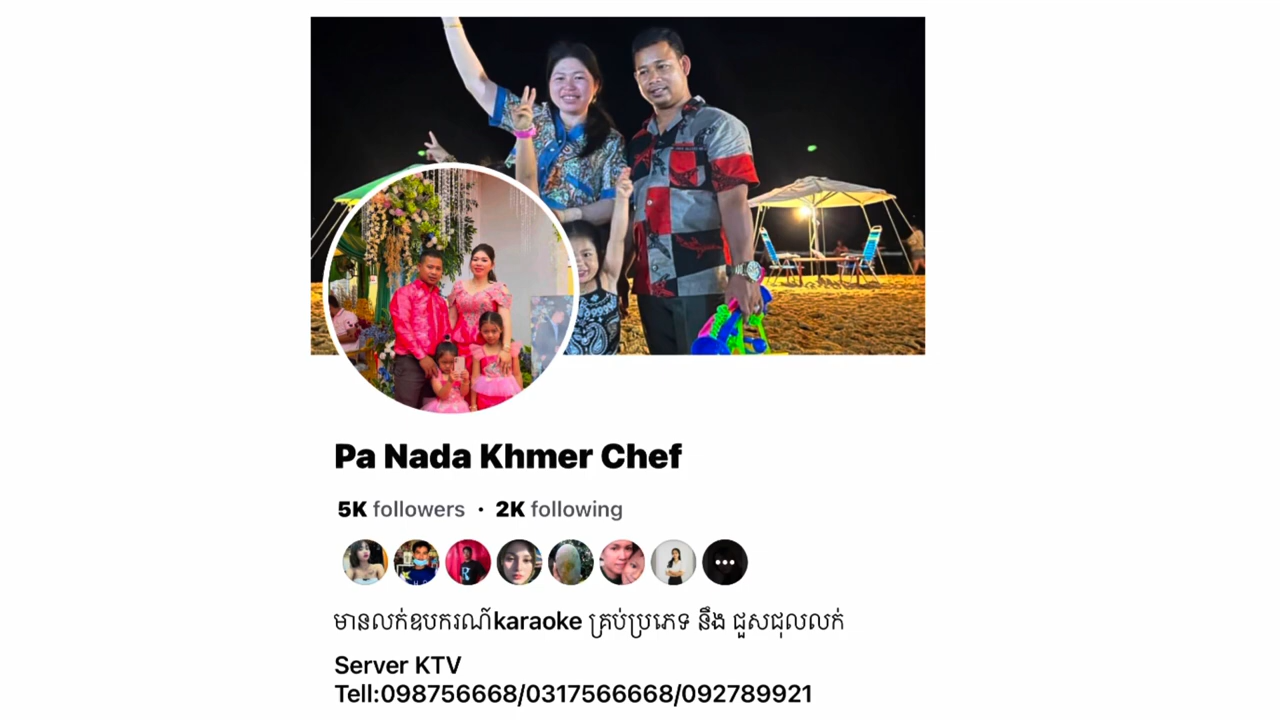 Pa Nada Khmer Chef
5K followers · 2K following
មានលក់ឧបករណ៍karaoke គ្រប់ប្រភេទ នឹង ជួសជុលលក់
Server KTV
Tell:098756668/0317566668/092789921